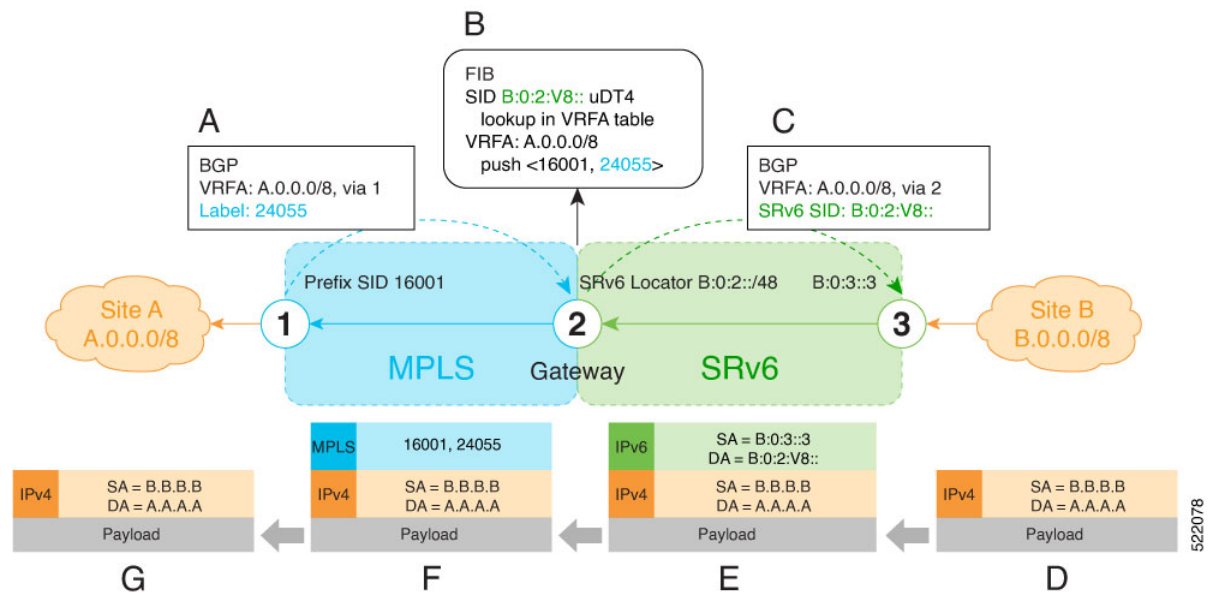 B
FIB
SID B:0:2:V8:: uDT4
lookup in VRFA table
VRFA: A.0.0.0/8
push <16001, 24055>
A
BGP
VRFA: A.0.0.0/8, via 1
Label: 24055
C
BGP
VRFA: A.0.0.0/8, via 2
SRv6 SID: B:0:2:V8::
Prefix SID 16001
SRv6 Locator B:0:2::/48
B:0:3::3
Site A
A.0.0.0/8
1
2
3
Site B
B.0.0.0/8
MPLS
Gateway
SRv6
IPv4
SA = B.B.B.B
DA = A.A.A.A
Payload
G
MPLS
16001, 24055
IPv4
SA = B.B.B.B
DA = A.A.A.A
Payload
F
IPv6
SA = B:0:3::3
DA = B:0:2:V8::
IPv4
SA = B.B.B.B
DA = A.A.A.A
Payload
E
IPv4
SA = B.B.B.B
DA = A.A.A.A
Payload
D
522078